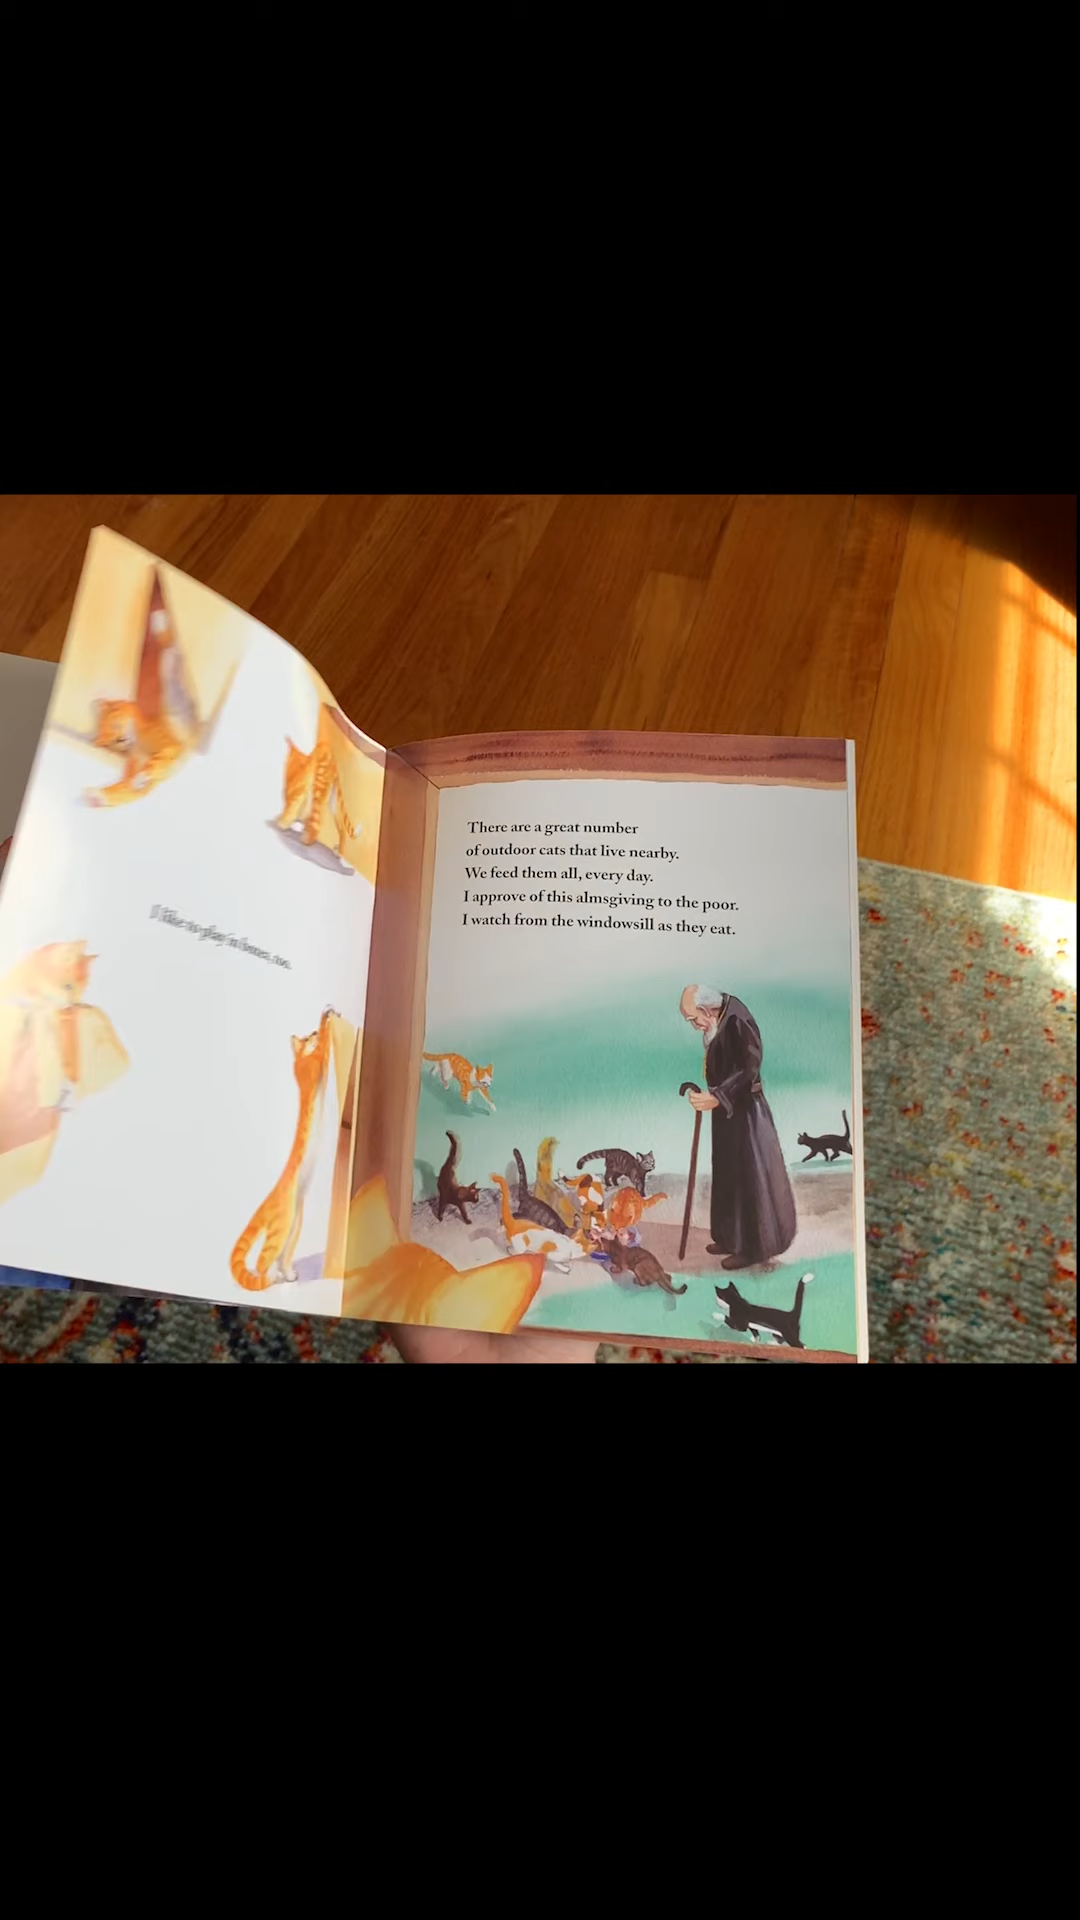 I like to play in boxes, too.
There are a great number
of outdoor cats that live nearby.
We feed them all, every day.
I approve of this almsgiving to the poor.
I watch from the windowsill as they eat.